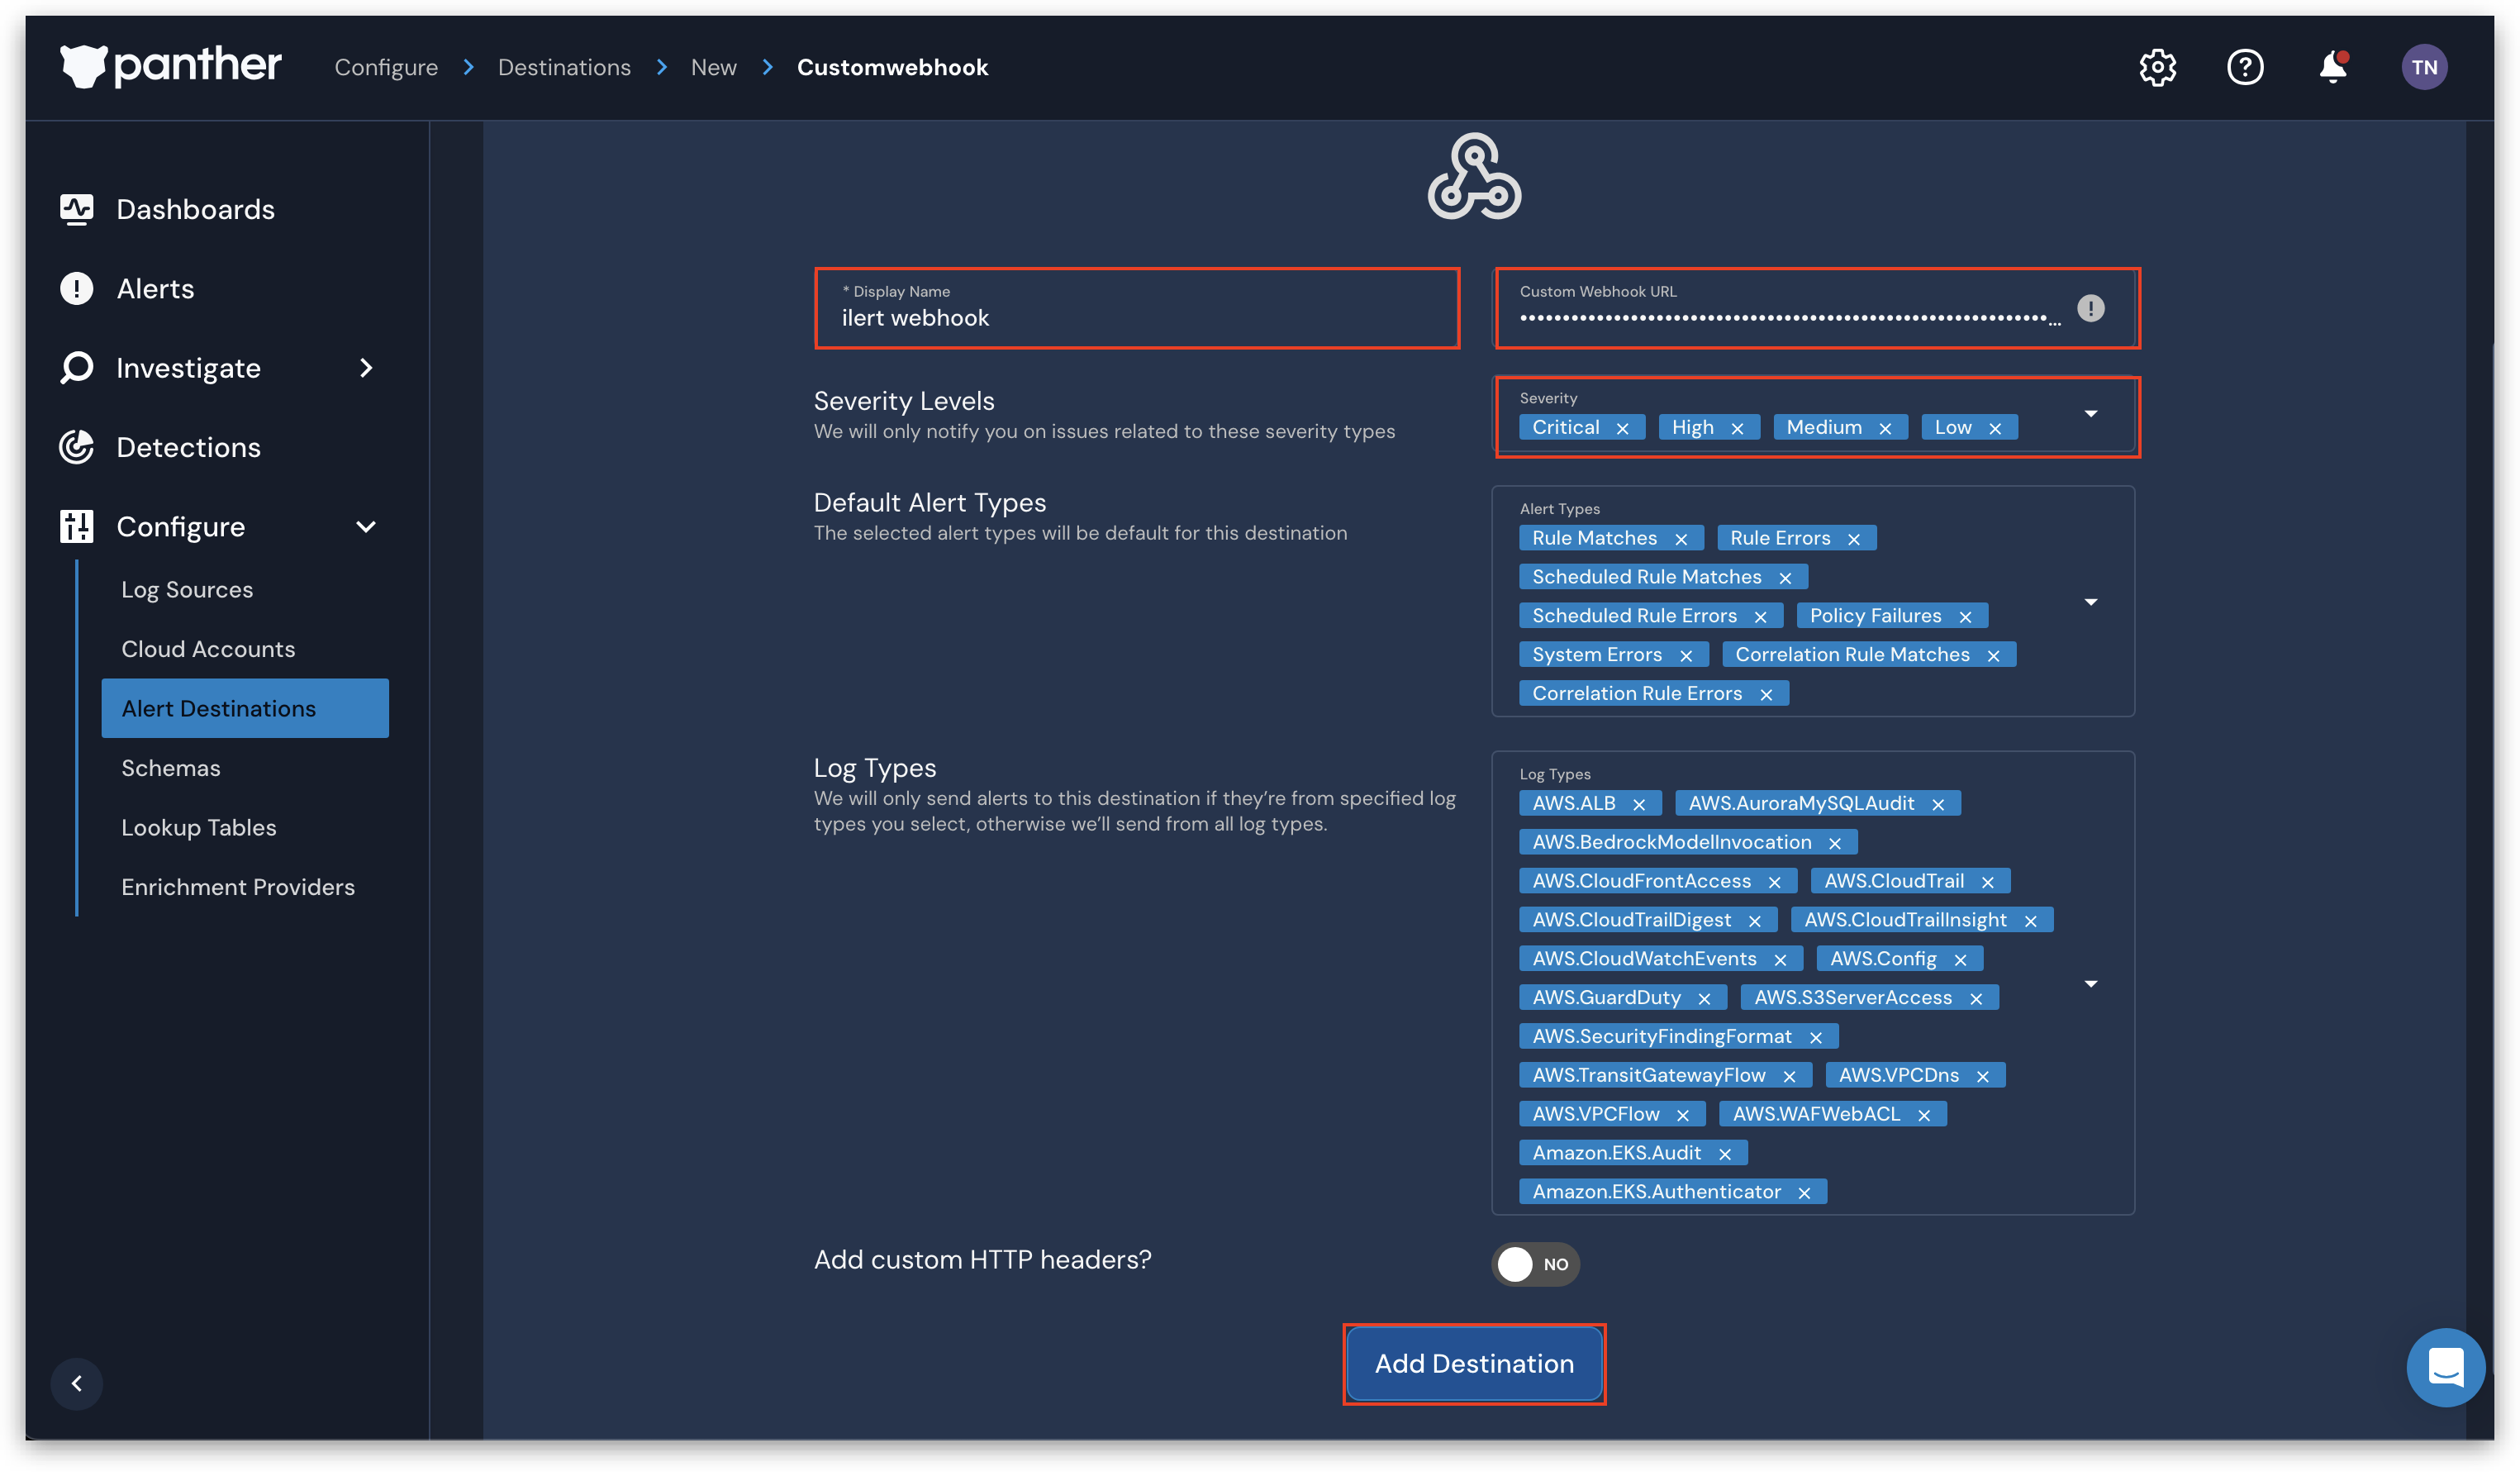 panther
Configure > Destinations > New > Customwebhook
TN
Dashboards
Alerts
Investigate
Detections
Configure
Log Sources
Cloud Accounts
Alert Destinations
Schemas
Lookup Tables
Enrichment Providers
* Display Name
ilert webhook
Custom Webhook URL
Severity Levels
We will only notify you on issues related to these severity types
Severity
Critical × High × Medium × Low ×
Default Alert Types
The selected alert types will be default for this destination
Alert Types
Rule Matches × Rule Errors ×
Scheduled Rule Matches ×
Scheduled Rule Errors × Policy Failures ×
System Errors × Correlation Rule Matches ×
Correlation Rule Errors ×
Log Types
We will only send alerts to this destination if they’re from specified log
types you select, otherwise we’ll send from all log types.
Log Types
AWS.ALB × AWS.AuroraMySQLAudit ×
AWS.BedrockModelInvocation ×
AWS.CloudFrontAccess × AWS.CloudTrail ×
AWS.CloudTrailDigest × AWS.CloudTrailInsight ×
AWS.CloudWatchEvents × AWS.Config ×
AWS.GuardDuty × AWS.S3ServerAccess ×
AWS.SecurityFindingFormat ×
AWS.TransitGatewayFlow × AWS.VPCDns ×
AWS.VPCFlow × AWS.WAFWebACL ×
Amazon.EKS.Audit ×
Amazon.EKS.Authenticator ×
Add custom HTTP headers?
NO
Add Destination